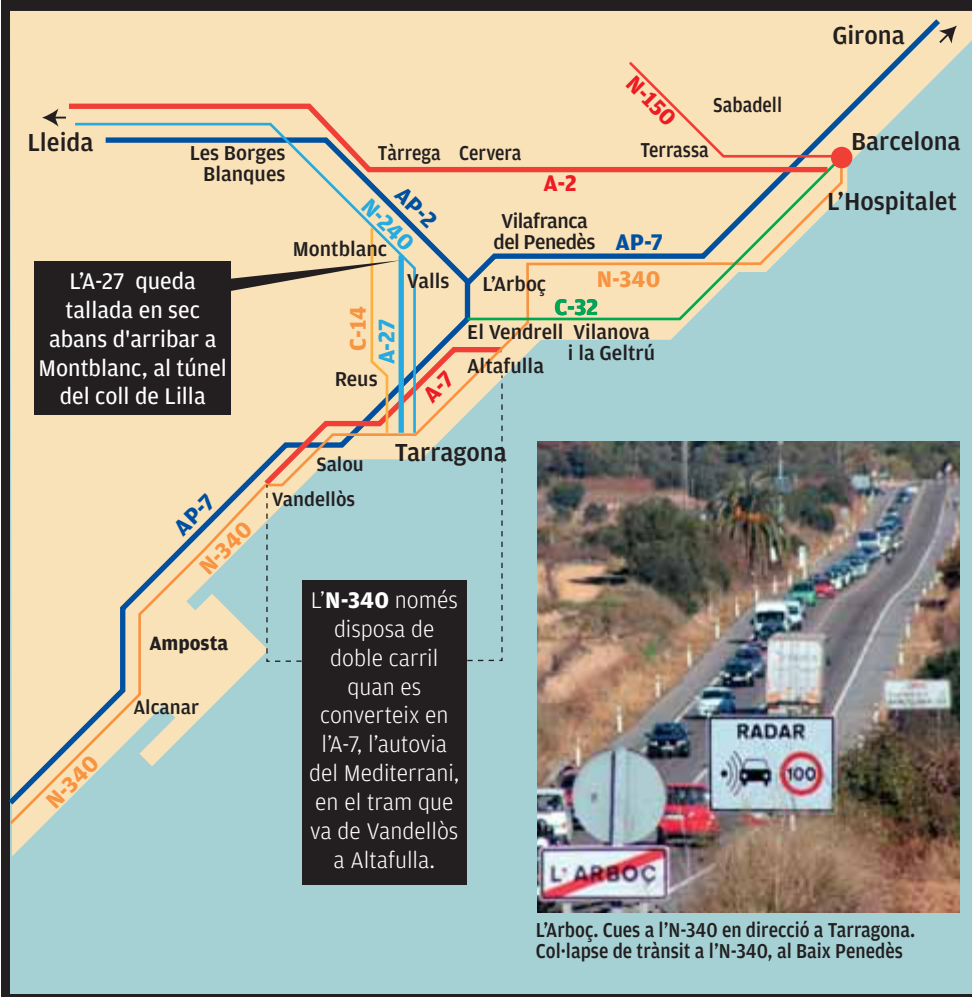 Girona
N-150
Sabadell
Lleida
Les Borges
Blanques
Tàrrega
Cervera
Terrassa
Barcelona
A-2
L'Hospitalet
AP-2
N-240
Vilafranca
del Penedès
AP-7
Montblanc
Valls
L'Arboç
N-340
L'A-27 queda
tallada en sec
abans d'arribar a
Montblanc, al túnel
del coll de Lilla
C-14
A-27
C-32
El Vendrell
Vilanova
i la Geltrú
Reus
A-7
Altafulla
Tarragona
Salou
Vandellòs
AP-7
N-340
Amposta
Alcanar
N-340
L'N-340 només
disposa de
doble carril
quan es
converteix en
l'A-7, l'autovia
del Mediterrani,
en el tram que
va de Vandellòs
a Altafulla.
RADAR
100
L'ARBOÇ
L'Arboç. Cues a l'N-340 en direcció a Tarragona.
Col·lapse de trànsit a l'N-340, al Baix Penedès